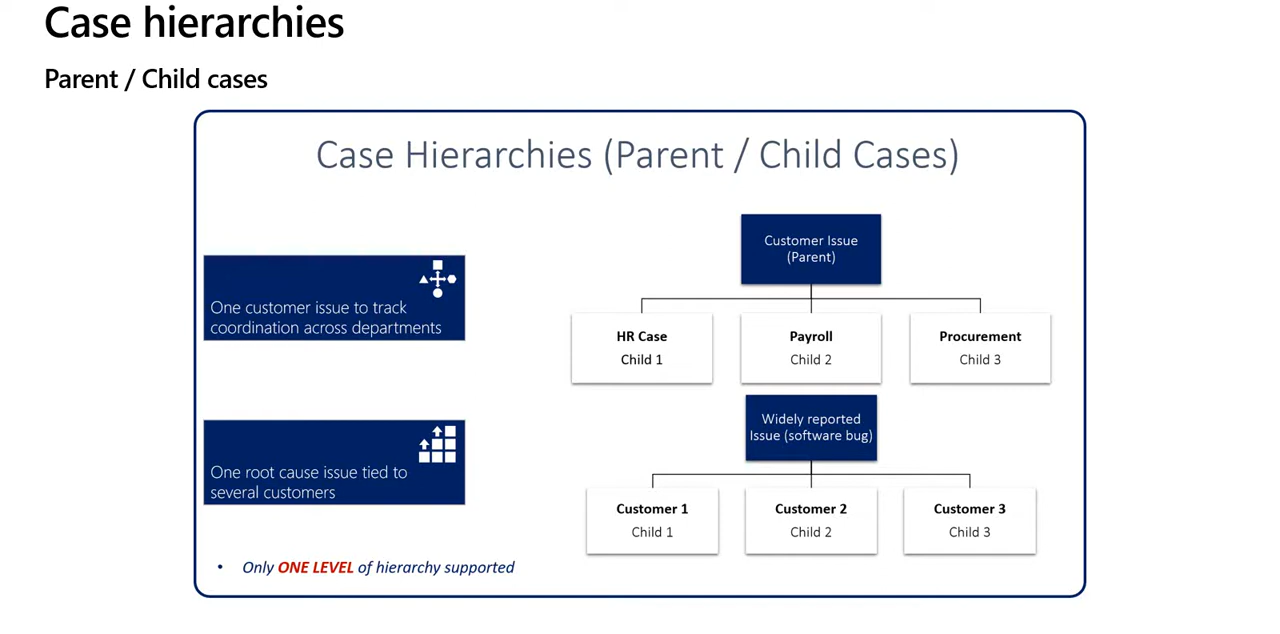 Case hierarchies
Parent / Child cases
Case Hierarchies (Parent / Child Cases)
One customer issue to track
coordination across departments
Customer Issue
(Parent)
HR Case
Child 1
Payroll
Child 2
Procurement
Child 3
One root cause issue tied to
several customers
Widely reported
Issue (software bug)
Customer 1
Child 1
Customer 2
Child 2
Customer 3
Child 3
• Only ONE LEVEL of hierarchy supported